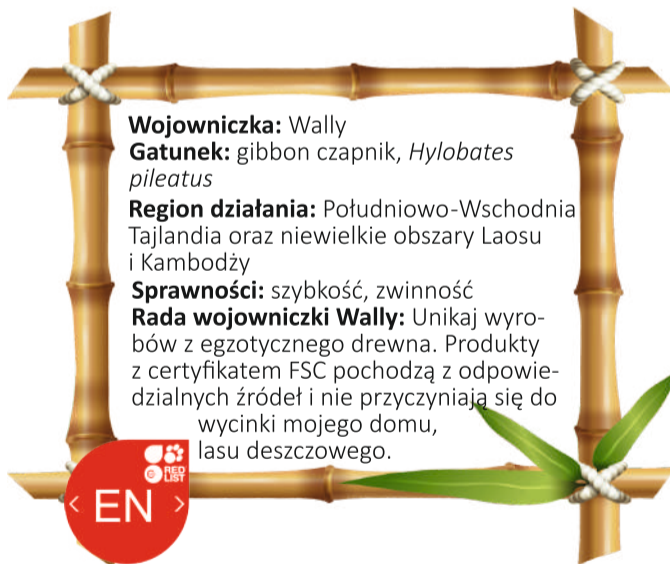 Wojowniczka: Wally
Gatunek: gibbon czapnik, Hylobates
pileatus
Region działania: Południowo-Wschodnia
Tajlandia oraz niewielkie obszary Laosu
i Kambodży
Sprawności: szybkość, zwinność
Rada wojowniczki Wally: Unikaj wyro-
bów z egzotycznego drewna. Produkty
z certyfikatem FSC pochodzą z odpowie-
dzialnych źródeł i nie przyczyniają się do
wycinki mojego domu,
lasu deszczowego.
RED
LIST
< EN >